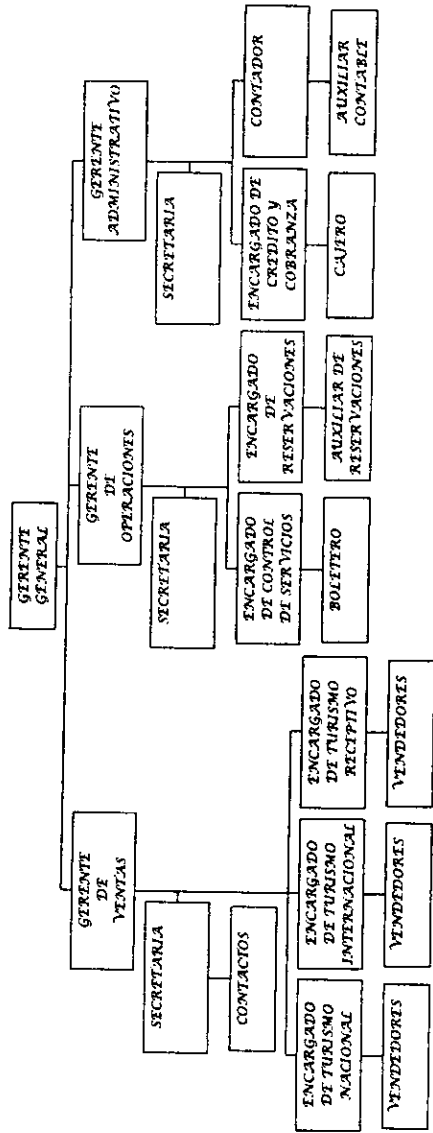 GERENTE
GENERAL
GERENTE
DE
VENTAS
GERENTE
DE
OPERACIONES
GERENTE
ADMINISTRATIVO
SECRETARIA
CONTACTOS
SECRETARIA
SECRETARIA
ENCARGADO
DE TURISMO
NACIONAL
ENCARGADO
DE TURISMO
INTERNACIONAL
ENCARGADO
DE TURISMO
RECEPTIVO
ENCARGADO
DE CONTROL
DE SERVICIOS
ENCARGADO
DE
RESERVACIONES
ENCARGADO DE
CREDITO Y
COBRANZA
CONTADOR
VENDEDORES
VENDEDORES
VENDEDORES
BOLETERO
AUXILIAR DE
RESERVACIONES
CAJERO
AUXILIAR
CONTABLE